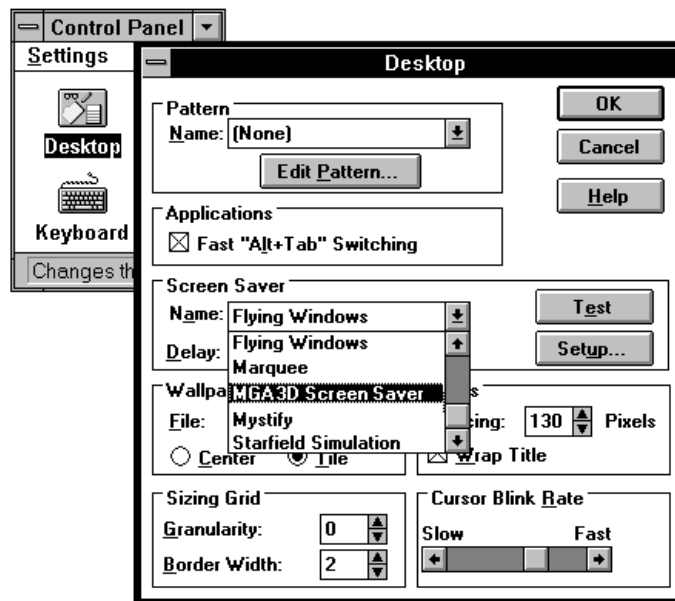 Control Panel
Settings
Desktop
Keyboard
Changes th
Desktop
Pattern
Name: (None)
Edit Pattern...
OK
Cancel
Help
Applications
Fast "Alt+Tab" Switching
Screen Saver
Name: Flying Windows
Delay:
Flying Windows
Marquee
MGA3D Screen Saver
Mystify
Starfield Simulation
Test
Setup...
Wallpa
File:
Center
Tile
s
cing: 130 Pixels
Wrap Title
Sizing Grid
Granularity: 0
Border Width: 2
Cursor Blink Rate
Slow Fast